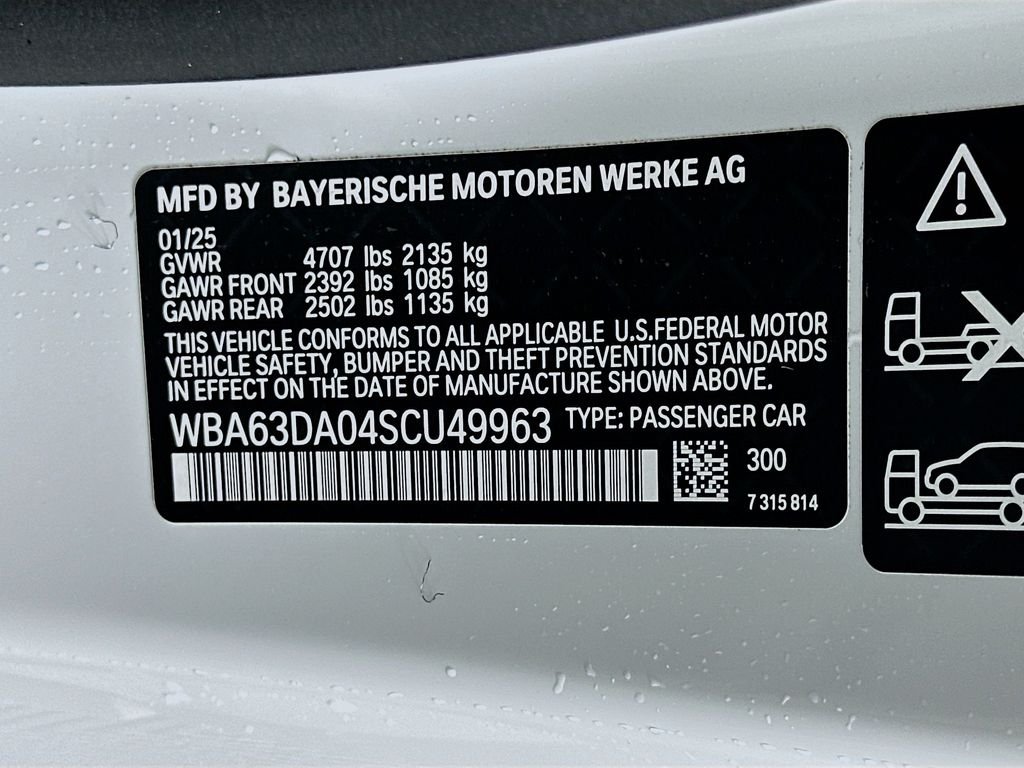 MFD BY BAYERISCHE MOTOREN WERKE AG
01/25
GVWR 4707 lbs 2135 kg
GAWR FRONT 2392 lbs 1085 kg
GAWR REAR 2502 lbs 1135 kg
THIS VEHICLE CONFORMS TO ALL APPLICABLE U.S.FEDERAL MOTOR
VEHICLE SAFETY, BUMPER AND THEFT PREVENTION STANDARDS
IN EFFECT ON THE DATE OF MANUFACTURE SHOWN ABOVE.
WBA63DA04SCU49963 TYPE: PASSENGER CAR
300
7 315 814